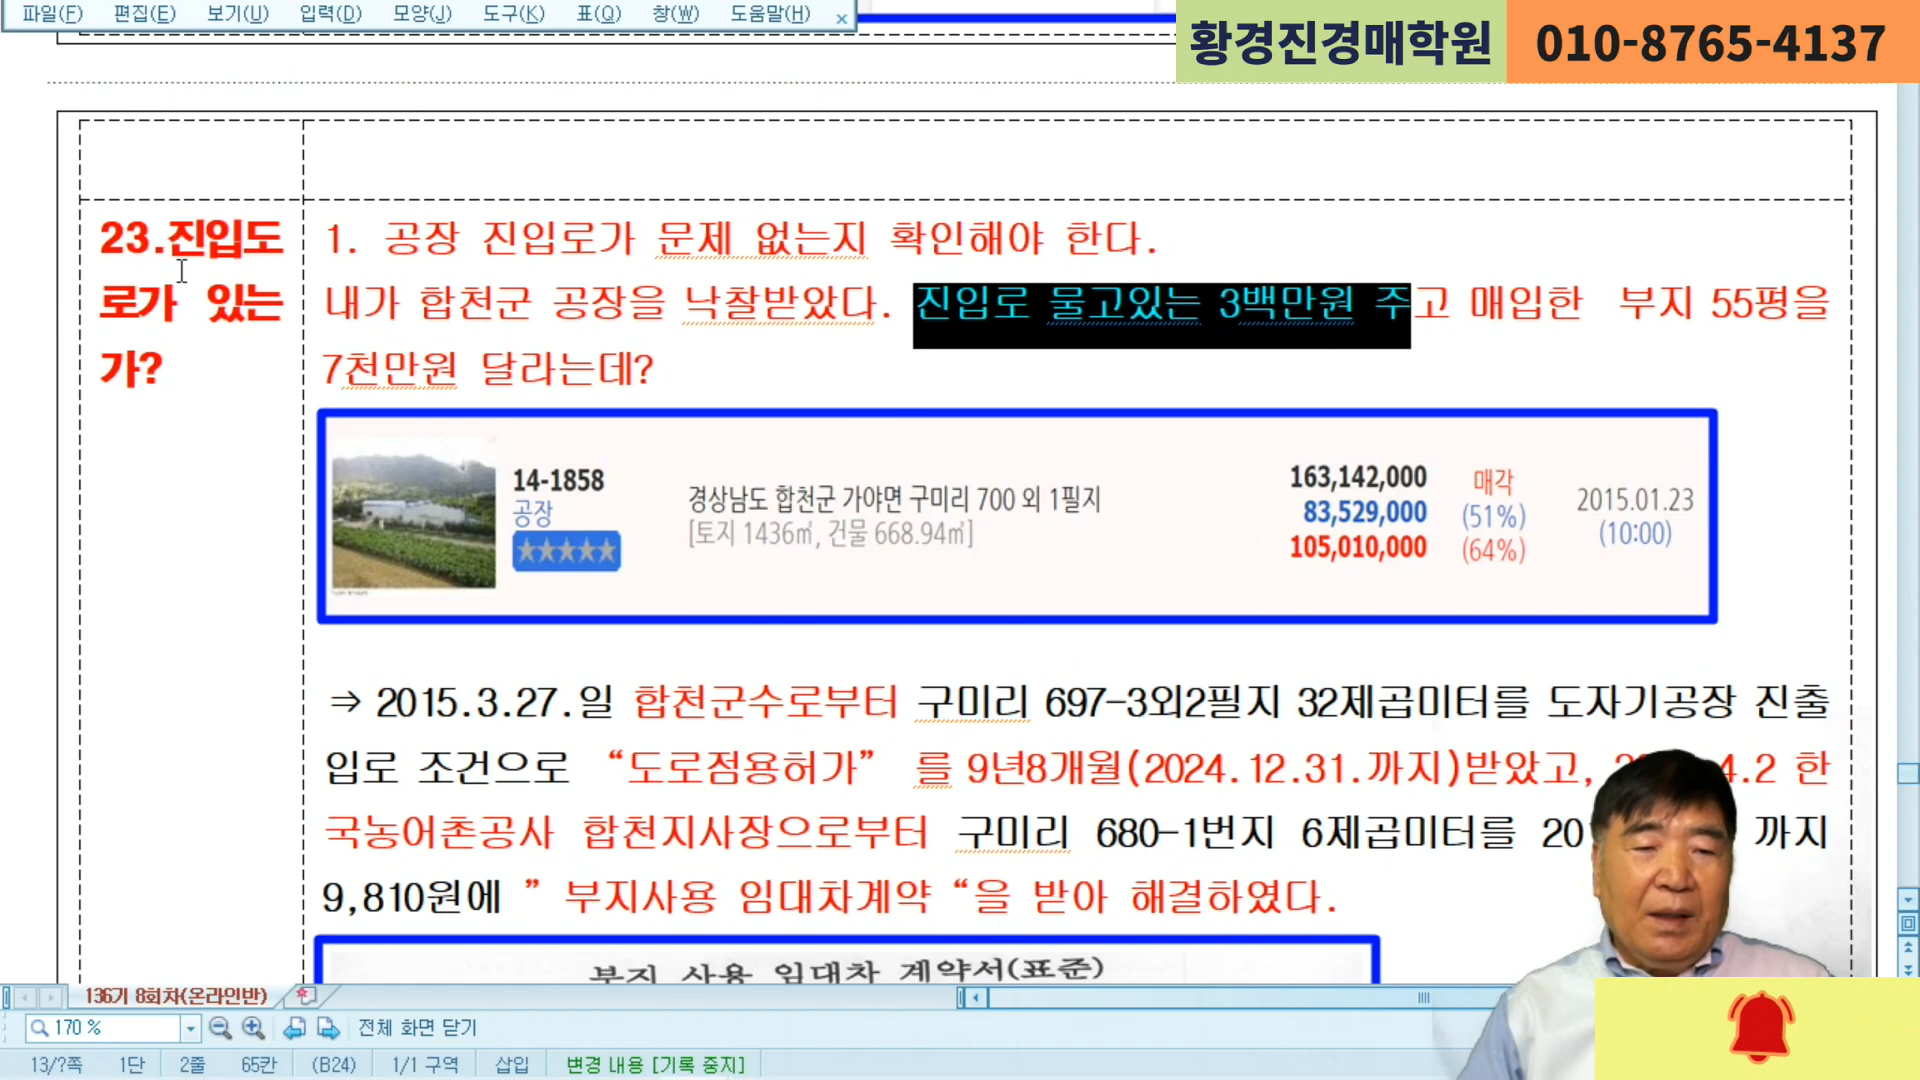 파일(F) 편집(E) 보기(U) 입력(D) 모양(J) 도구(K) 표(Q) 창(W) 도움말(H)
황경진경매학원 010-8765-4137
23.진입도로가 있는가?
1. 공장 진입로가 문제 없는지 확인해야 한다.
내가 합천군 공장을 낙찰받았다. 진입로 물고있는 3백만원 주고 매입한 부지 55평을
7천만원 달라는데?
14-1858
공장
★★★★★
경상남도 합천군 가야면 구미리 700 외 1필지
[토지 1436㎡, 건물 668.94㎡]
163,142,000
83,529,000
105,010,000
매각
(51%)
(64%)
2015.01.23
(10:00)
⇒ 2015.3.27.일 합천군수로부터 구미리 697-3외2필지 32제곱미터를 도자기공장 진출
입로 조건으로 “도로점용허가” 를 9년8개월(2024.12.31.까지)받았고, 4.2 한
국농어촌공사 합천지사장으로부터 구미리 680-1번지 6제곱미터를 20 까지
9,810원에 ” 부지사용 임대차계약 “을 받아 해결하였다.
부지 사용 임대차 계약서(표준)
136기 8회차(온라인반)
170 % 전체 화면 닫기
13/?쪽 1단 2줄 65칸 (B24) 1/1 구역 삽입 변경 내용 [기록 중지]